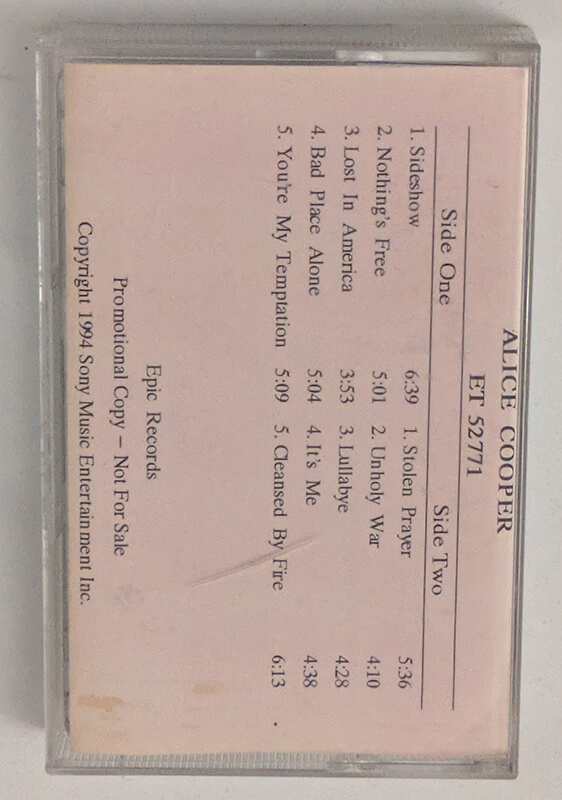 ALICE COOPER
ET 52771
Side One Side Two
1. Sideshow 6:39 1. Stolen Prayer 5:36
2. Nothing's Free 5:01 2. Unholy War 4:10
3. Lost In America 3:53 3. Lullabye 4:28
4. Bad Place Alone 5:04 4. It's Me 4:38
5. You're My Temptation 5:09 5. Cleansed By Fire 6:13
Epic Records
Promotional Copy – Not For Sale
Copyright 1994 Sony Music Entertainment Inc.